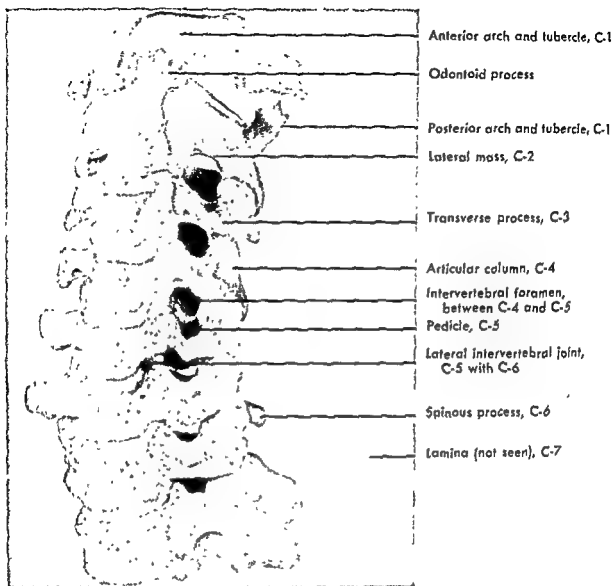 Anterior arch and tubercle, C-1
Odontoid process
Posterior arch and tubercle, C-1
Lateral mass, C-2
Transverse process, C-3
Articular column, C-4
Intervertebral foramen,
between C-4 and C-5
Pedicle, C-5
Lateral intervertebral joint,
C-5 with C-6
Spinous process, C-6
Lamina (not seen), C-7